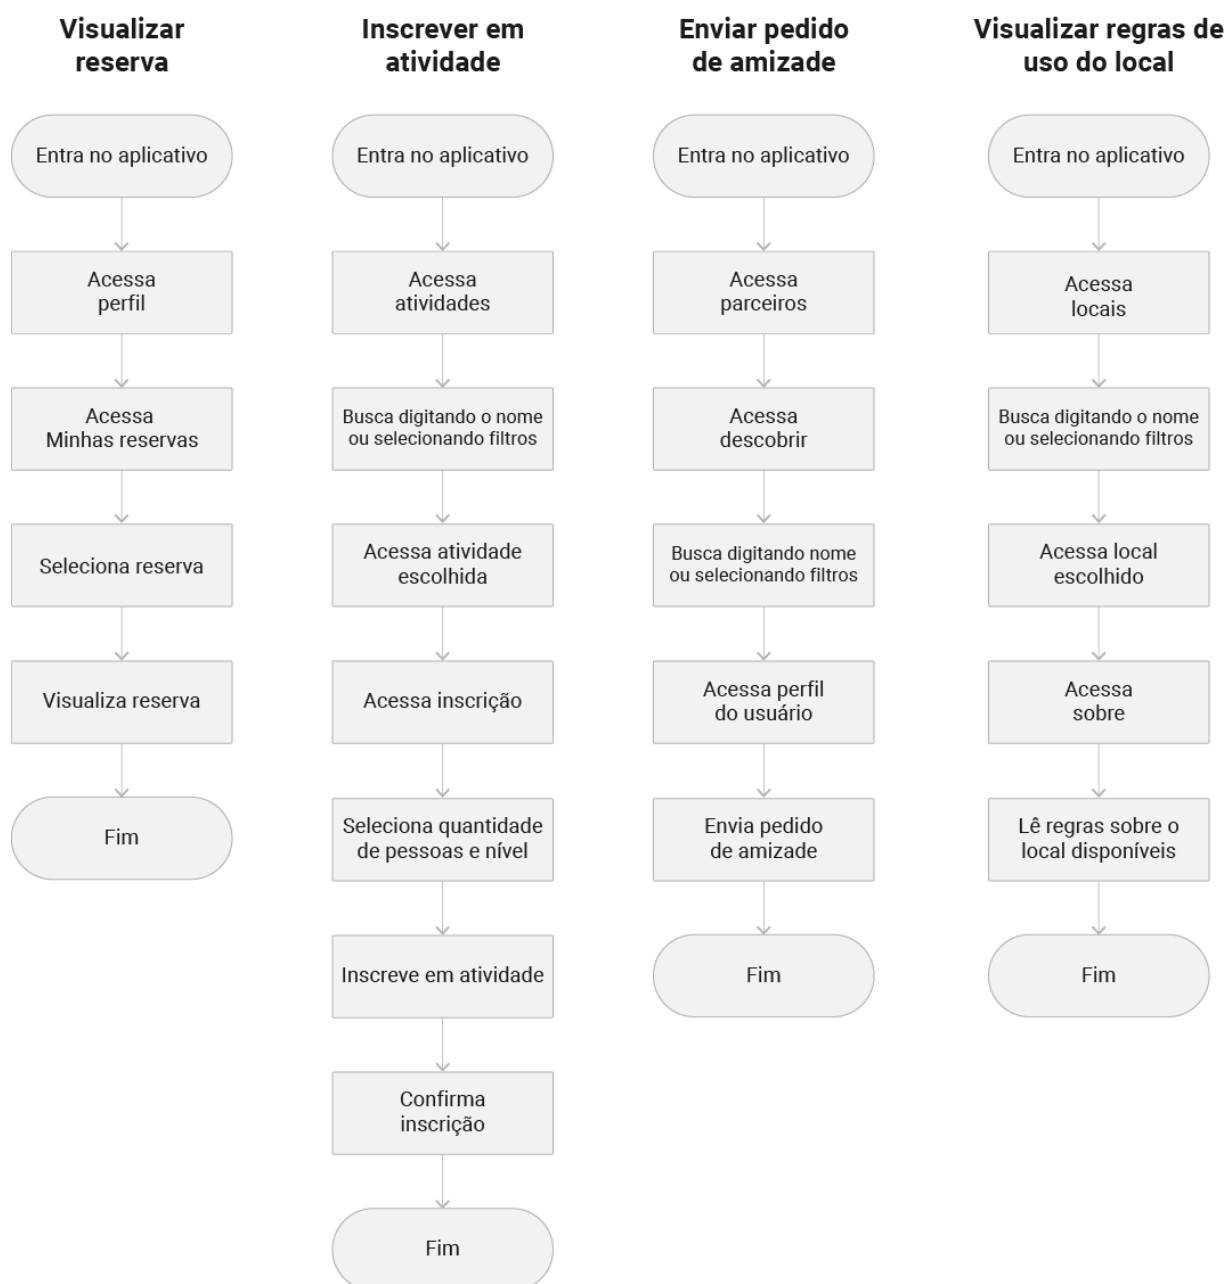 Visualizar
reserva
Entra no aplicativo
Acessa
perfil
Acessa
Minhas reservas
Seleciona reserva
Visualiza reserva
Fim
Inscrever em
atividade
Entra no aplicativo
Acessa
atividades
Busca digitando o nome
ou selecionando filtros
Acessa atividade
escolhida
Acessa inscrição
Seleciona quantidade
de pessoas e nível
Inscreve em atividade
Confirma
inscrição
Fim
Enviar pedido
de amizade
Entra no aplicativo
Acessa
parceiros
Acessa
descobrir
Busca digitando nome
ou selecionando filtros
Acessa perfil
do usuário
Envia pedido
de amizade
Fim
Visualizar regras de
uso do local
Entra no aplicativo
Acessa
locais
Busca digitando o nome
ou selecionando filtros
Acessa local
escolhido
Acessa
sobre
Lê regras sobre o
local disponíveis
Fim